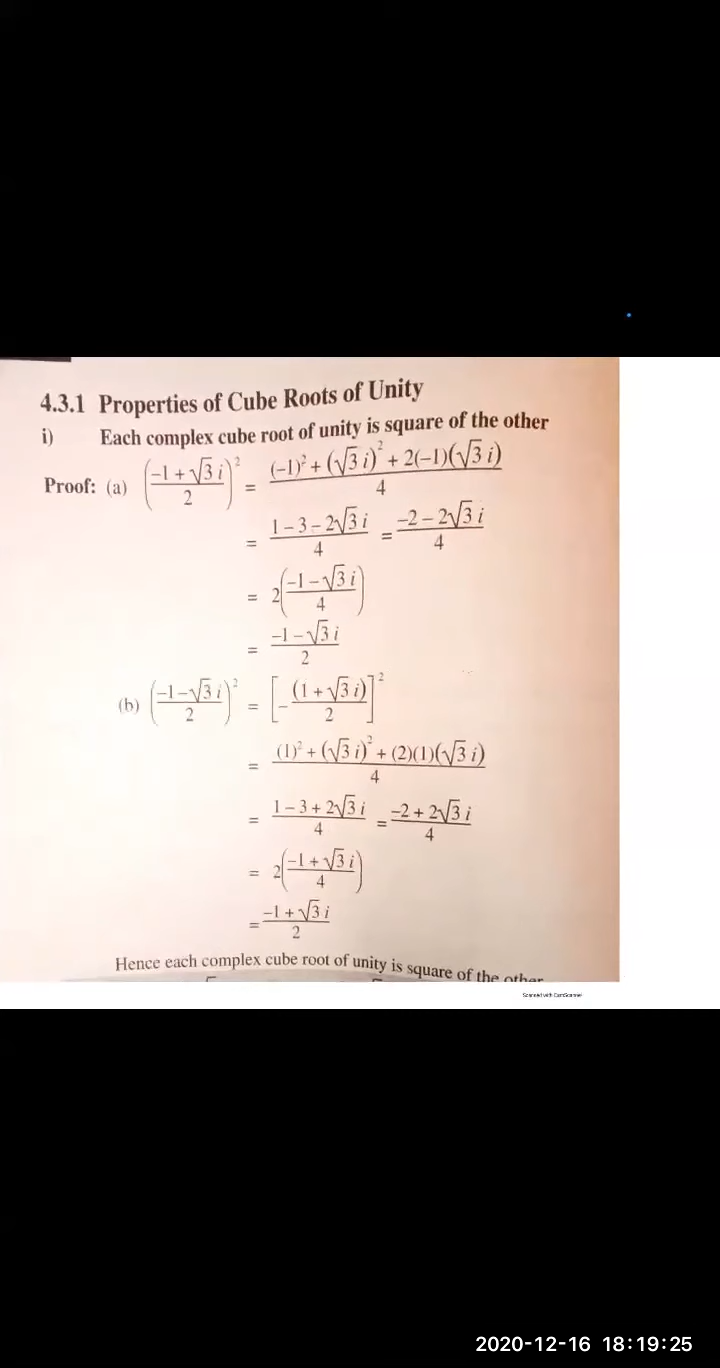 4.3.1 Properties of Cube Roots of Unity
i) Each complex cube root of unity is square of the other
Proof: (a) ((-1 + √3 i)/2)² = ((-1)² + (√3 i)² + 2(-1)(√3 i))/4
= (1 - 3 - 2√3 i)/4 = (-2 - 2√3 i)/4
= 2((-1 - √3 i)/4)
= (-1 - √3 i)/2
(b) ((-1 - √3 i)/2)² = [-(1 + √3 i)/2]²
= ((1)² + (√3 i)² + (2)(1)(√3 i))/4
= (1 - 3 + 2√3 i)/4 = (-2 + 2√3 i)/4
= 2((-1 + √3 i)/4)
= (-1 + √3 i)/2
Hence each complex cube root of unity is square of the other
Scanned with CamScanner
2020-12-16 18:19:25